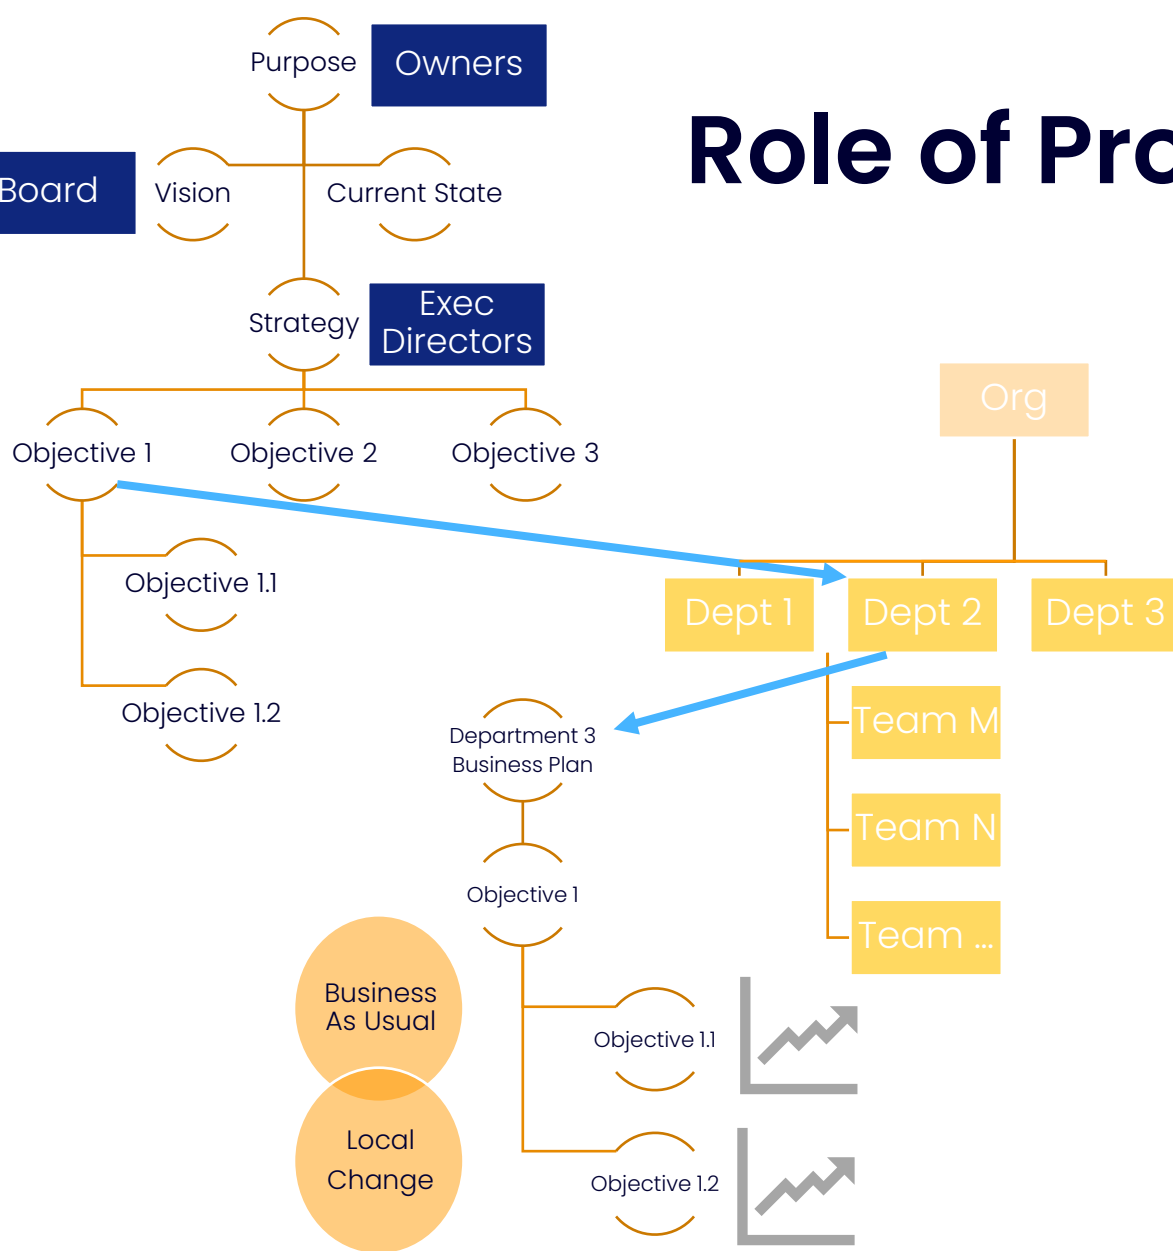 Purpose
Owners
Role of Pro
Board
Vision
Current State
Exec
Directors
Strategy
Org
Objective 1
Objective 2
Objective 3
Objective 1.1
Dept 1
Dept 2
Dept 3
Objective 1.2
Team M
Department 3
Business Plan
Team N
Objective 1
Team ...
Business
As Usual
Objective 1.1
Local
Change
Objective 1.2